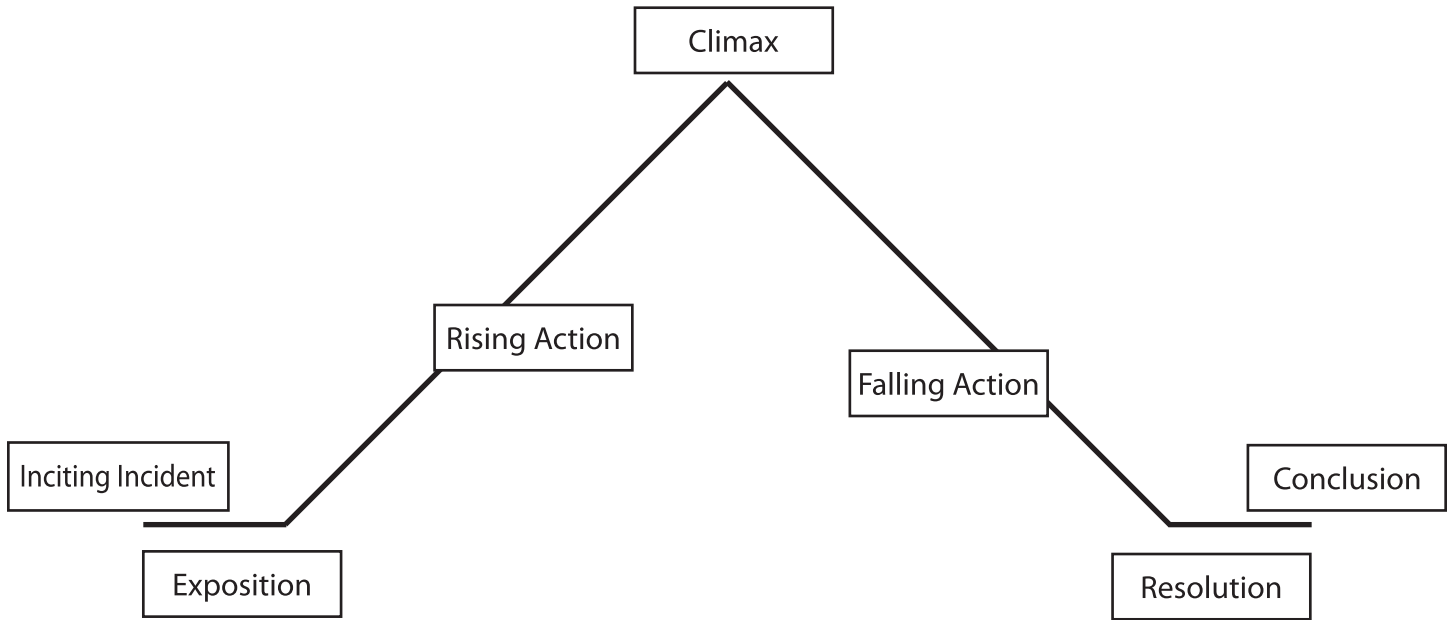 Climax
Rising Action
Falling Action
Inciting Incident
Conclusion
Exposition
Resolution